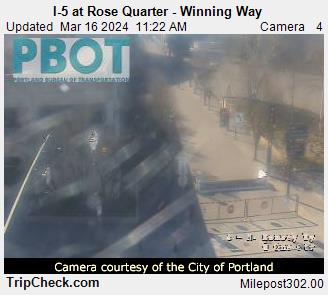 I-5 at Rose Quarter - Winning Way
Updated Mar 16 2024 11:22 AM Camera 4
PBOT
PORTLAND BUREAU OF TRANSPORTATION
Camera courtesy of the City of Portland
TripCheck.com Milepost302.00